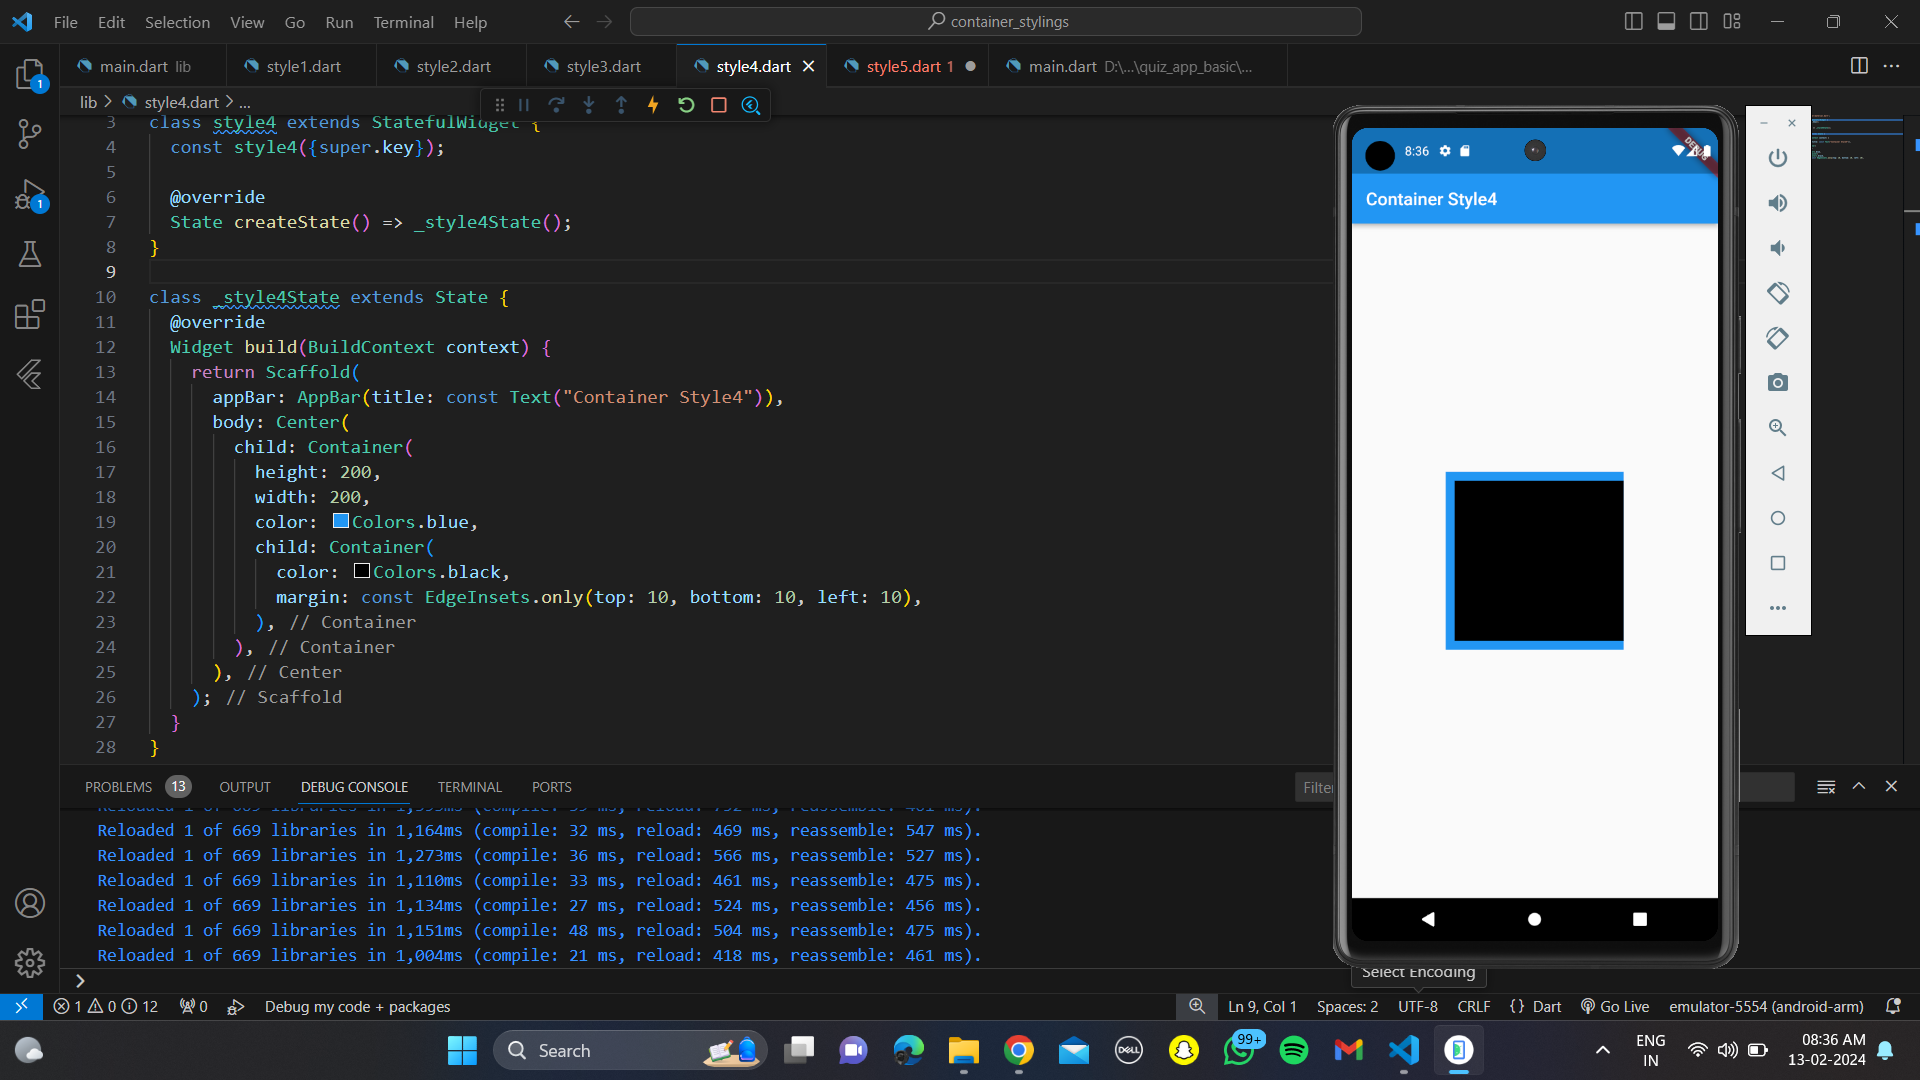 File Edit Selection View Go Run Terminal Help
container_stylings
main.dart lib
style1.dart
style2.dart
style3.dart
style4.dart
style5.dart 1
main.dart D:\...\quiz_app_basic\...
lib > style4.dart > ...
3 class style4 extends StatefulWidget {
4 const style4({super.key});
5
6 @override
7 State createState() => _style4State();
8 }
9
10 class _style4State extends State {
11 @override
12 Widget build(BuildContext context) {
13 return Scaffold(
14 appBar: AppBar(title: const Text("Container Style4")),
15 body: Center(
16 child: Container(
17 height: 200,
18 width: 200,
19 color: Colors.blue,
20 child: Container(
21 color: Colors.black,
22 margin: const EdgeInsets.only(top: 10, bottom: 10, left: 10),
23 ), // Container
24 ), // Container
25 ), // Center
26 ); // Scaffold
27 }
28 }
8:36
DEBUG
Container Style4
PROBLEMS 13 OUTPUT DEBUG CONSOLE TERMINAL PORTS
Filter
Reloaded 1 of 669 libraries in 1,164ms (compile: 32 ms, reload: 469 ms, reassemble: 547 ms).
Reloaded 1 of 669 libraries in 1,273ms (compile: 36 ms, reload: 566 ms, reassemble: 527 ms).
Reloaded 1 of 669 libraries in 1,110ms (compile: 33 ms, reload: 461 ms, reassemble: 475 ms).
Reloaded 1 of 669 libraries in 1,134ms (compile: 27 ms, reload: 524 ms, reassemble: 456 ms).
Reloaded 1 of 669 libraries in 1,151ms (compile: 48 ms, reload: 504 ms, reassemble: 475 ms).
Reloaded 1 of 669 libraries in 1,004ms (compile: 21 ms, reload: 418 ms, reassemble: 461 ms).
Select Encoding
1 0 12 0 Debug my code + packages
Ln 9, Col 1 Spaces: 2 UTF-8 CRLF {} Dart Go Live emulator-5554 (android-arm)
Search
DELL
99+
ENG
IN
08:36 AM
13-02-2024